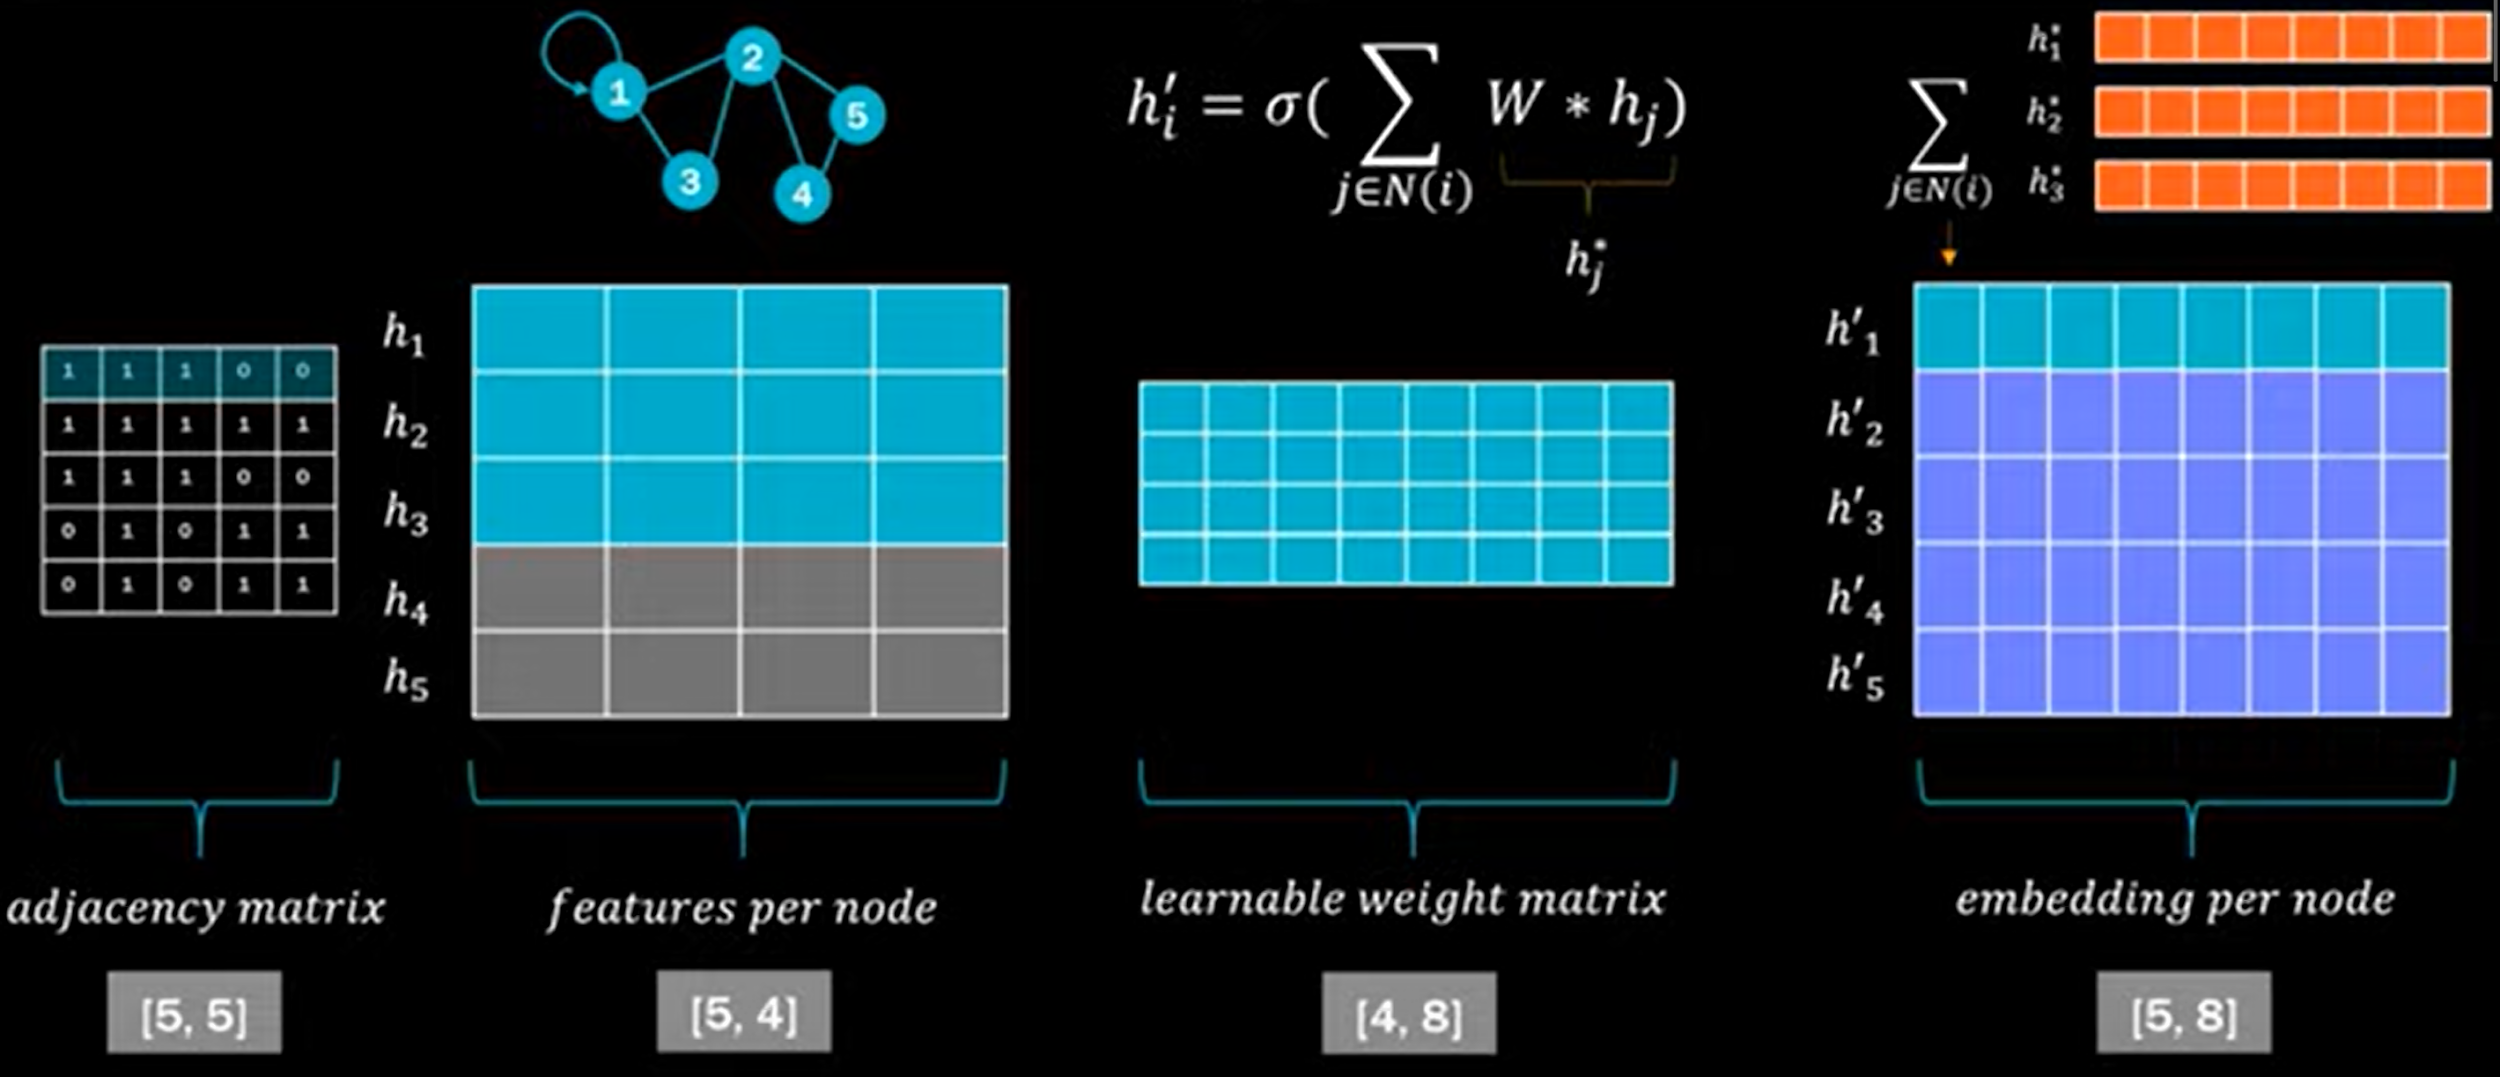 1
2
5
3
4
h'_i = σ( ∑_{j∈N(i)} W * h_j)
h*_j
∑_{j∈N(i)}
h*_1
h*_2
h*_3
1 1 1 0 0
1 1 1 1 1
1 1 1 0 0
0 1 0 1 1
0 1 0 1 1
h_1
h_2
h_3
h_4
h_5
h'_1
h'_2
h'_3
h'_4
h'_5
adjacency matrix
features per node
learnable weight matrix
embedding per node
[5, 5]
[5, 4]
[4, 8]
[5, 8]